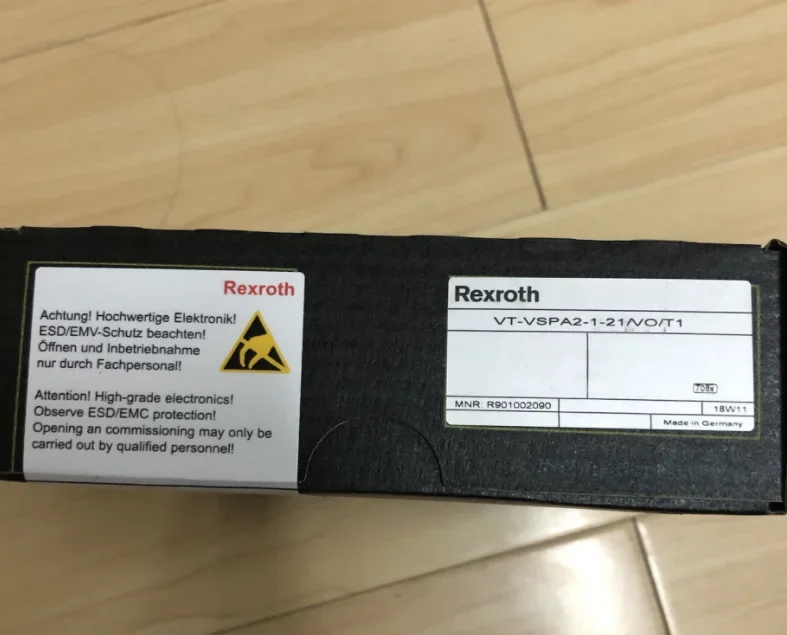 Rexroth
Achtung! Hochwertige Elektronik!
ESD/EMV-Schutz beachten!
Öffnen und Inbetriebnahme
nur durch Fachpersonal!
Attention! High-grade electronics!
Observe ESD/EMC protection!
Opening an commissioning may only be
carried out by qualified personnel!
Rexroth
VT-VSPA2-1-21/VO/T1
708x
MNR: R901002090
18W11
Made in Germany